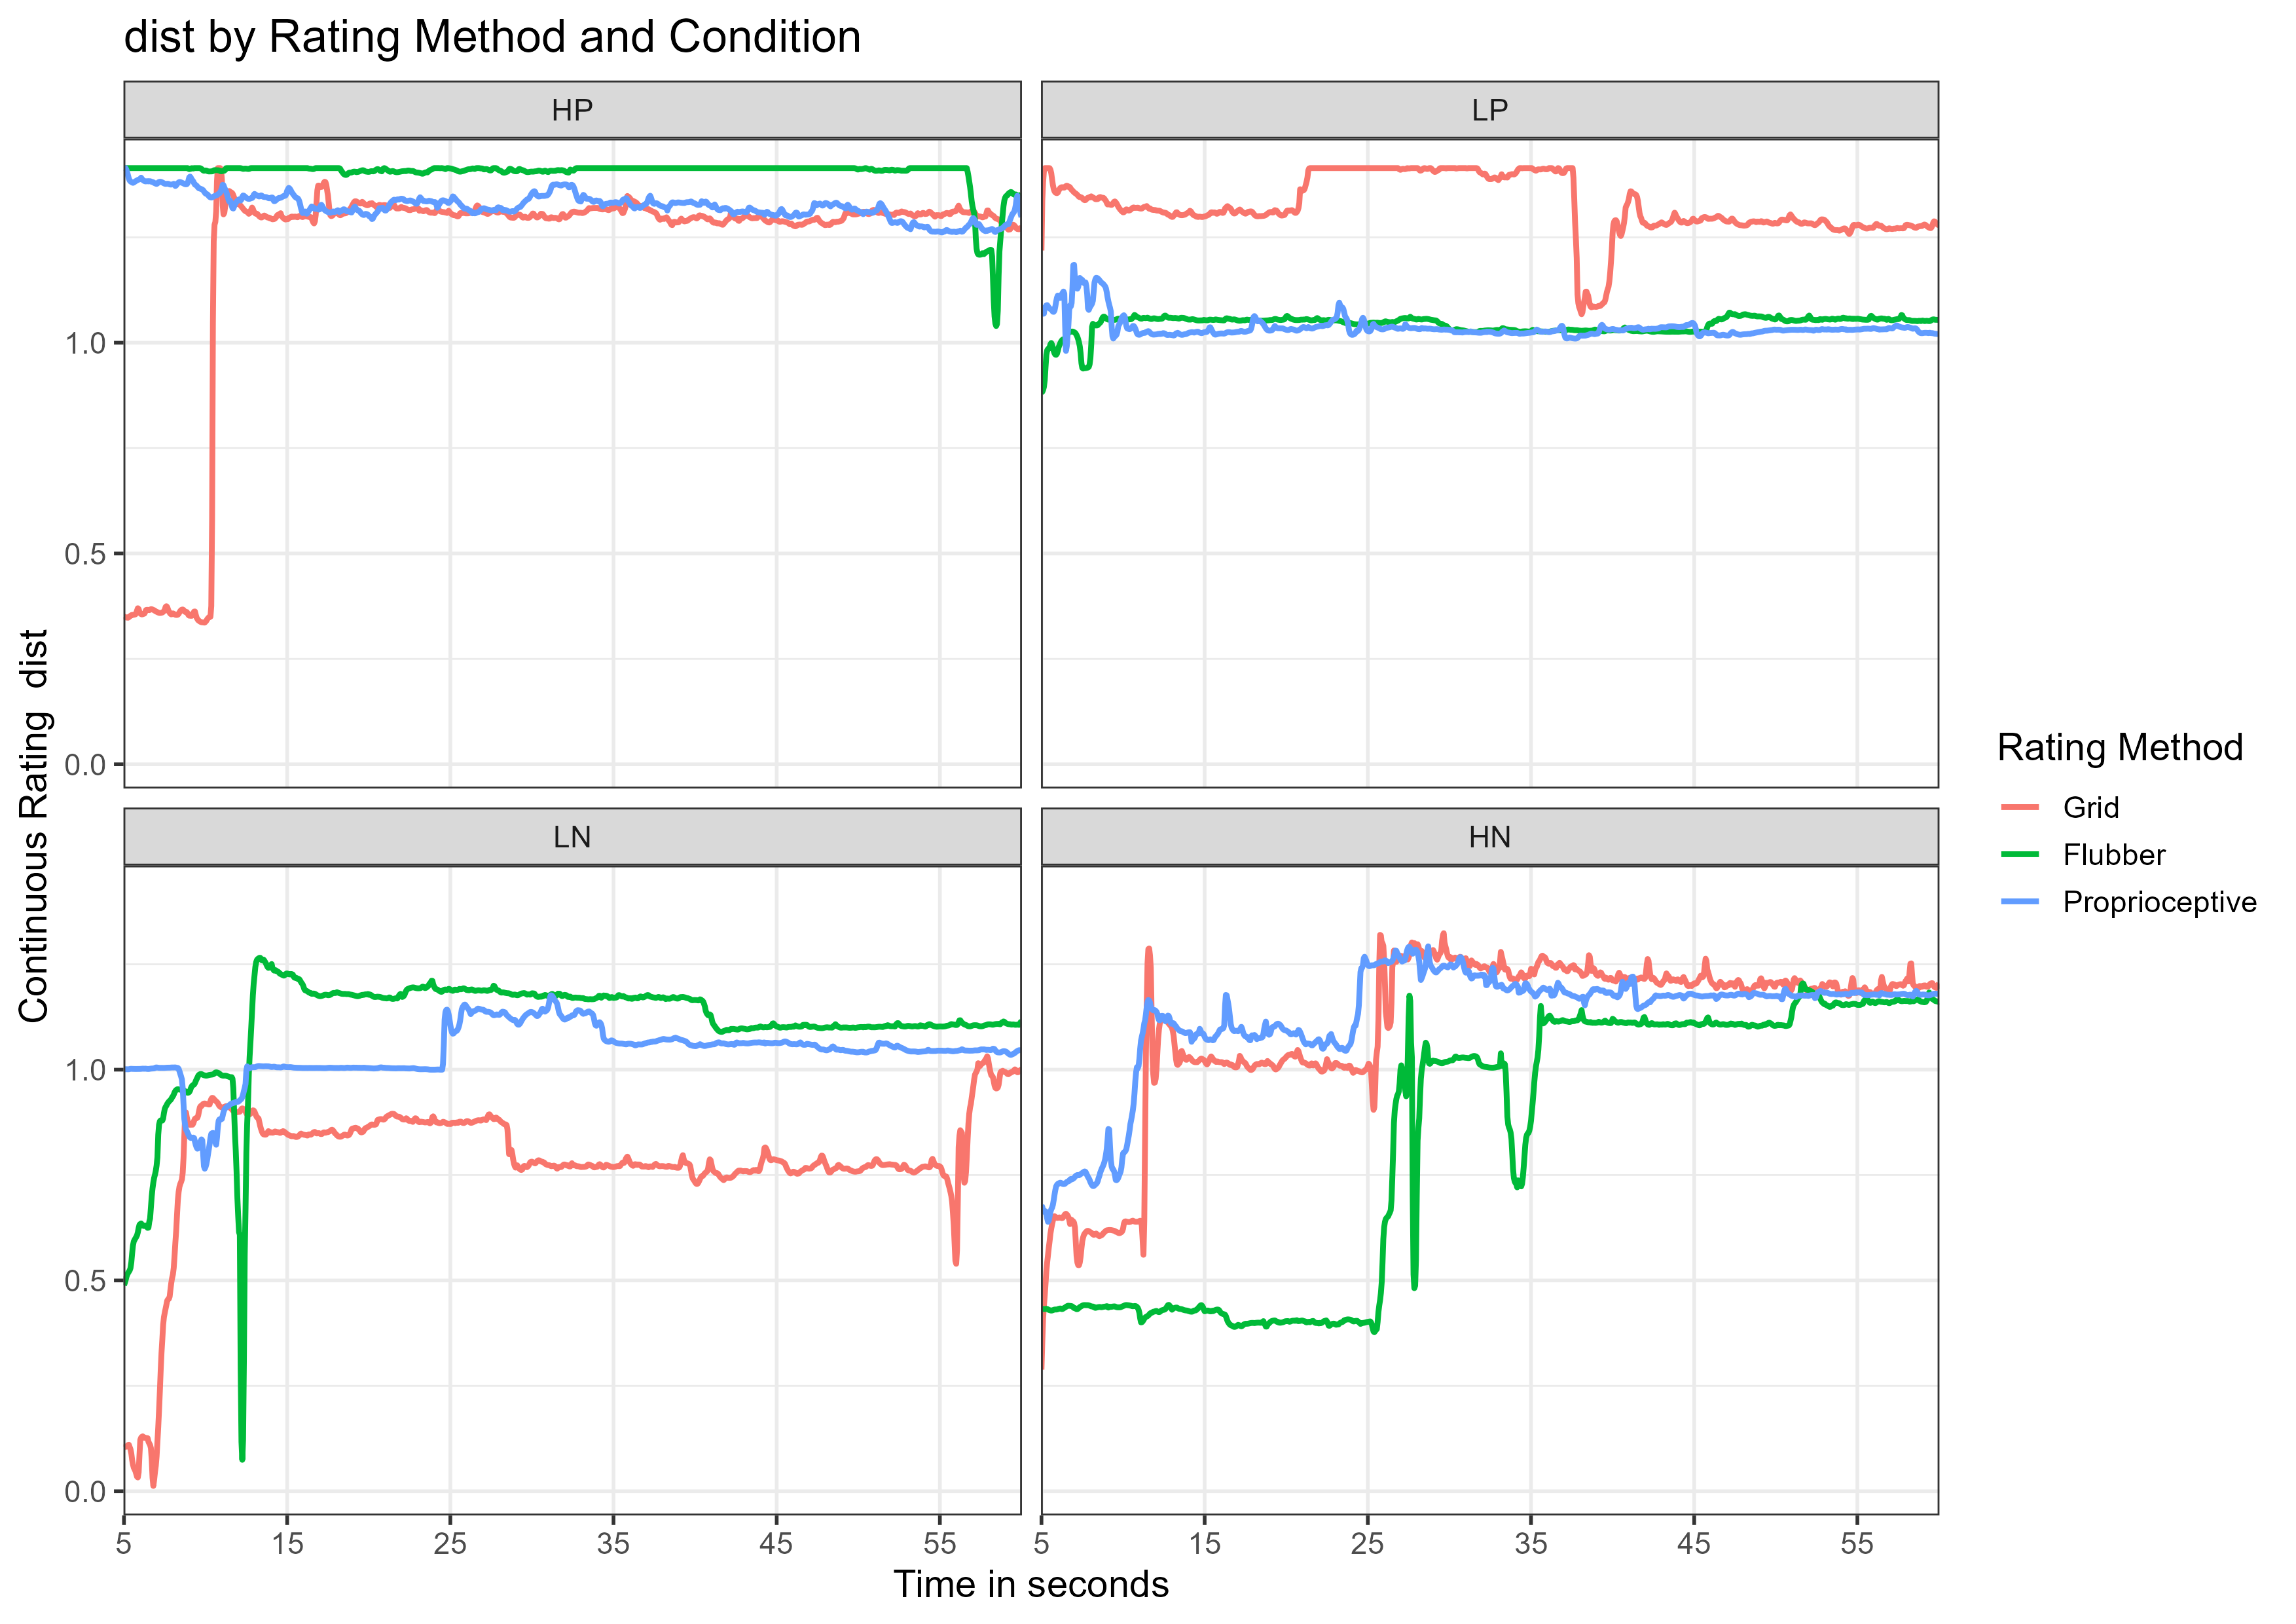 dist by Rating Method and Condition
HP
LP
1.0
0.5
0.0
LN
HN
1.0
0.5
0.0
5 15 25 35 45 55
5 15 25 35 45 55
Time in seconds
Continuous Rating  dist
Rating Method
Grid
Flubber
Proprioceptive